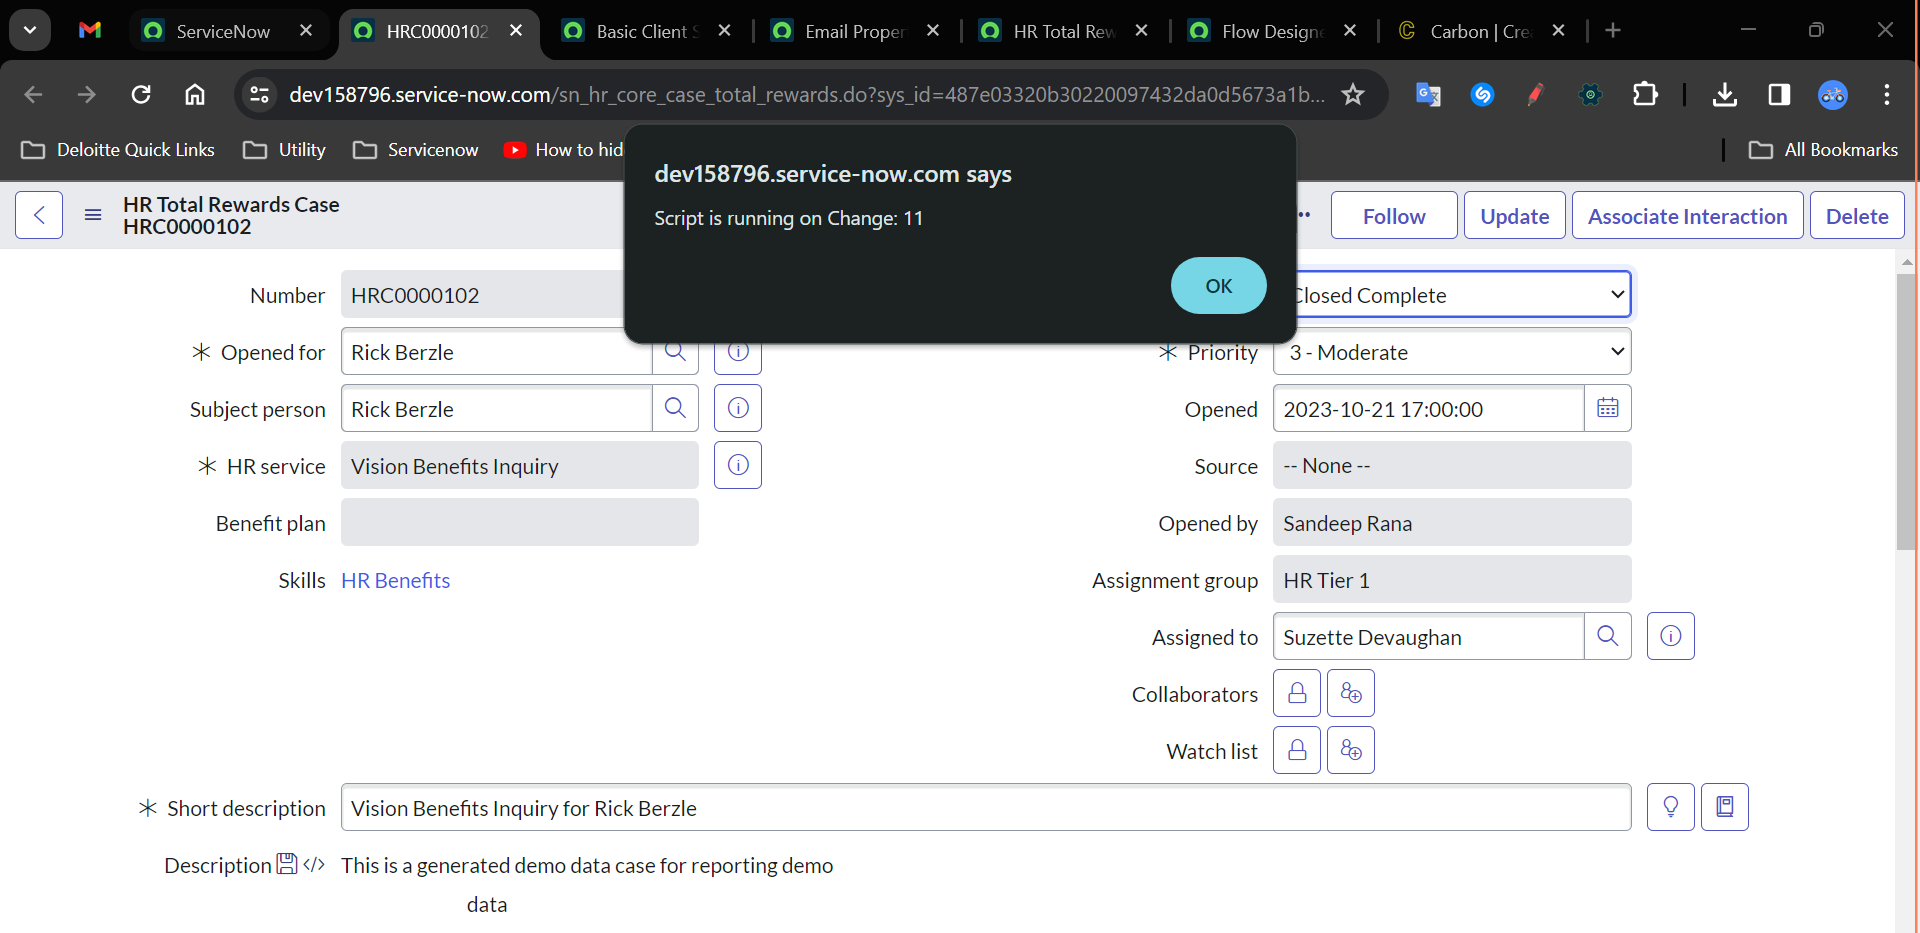 ServiceNow
HRC0000102
Basic Client S
Email Proper
HR Total Rew
Flow Designe
Carbon | Cre
dev158796.service-now.com/sn_hr_core_case_total_rewards.do?sys_id=487e03320b30220097432da0d5673a1b...
Deloitte Quick Links
Utility
Servicenow
How to hid
All Bookmarks
dev158796.service-now.com says
Script is running on Change: 11
OK
HR Total Rewards Case
HRC0000102
Follow
Update
Associate Interaction
Delete
Number
HRC0000102
Closed Complete
Opened for
Rick Berzle
Priority
3 - Moderate
Subject person
Rick Berzle
Opened
2023-10-21 17:00:00
HR service
Vision Benefits Inquiry
Source
-- None --
Benefit plan
Opened by
Sandeep Rana
Skills
HR Benefits
Assignment group
HR Tier 1
Assigned to
Suzette Devaughan
Collaborators
Watch list
Short description
Vision Benefits Inquiry for Rick Berzle
Description
This is a generated demo data case for reporting demo
data